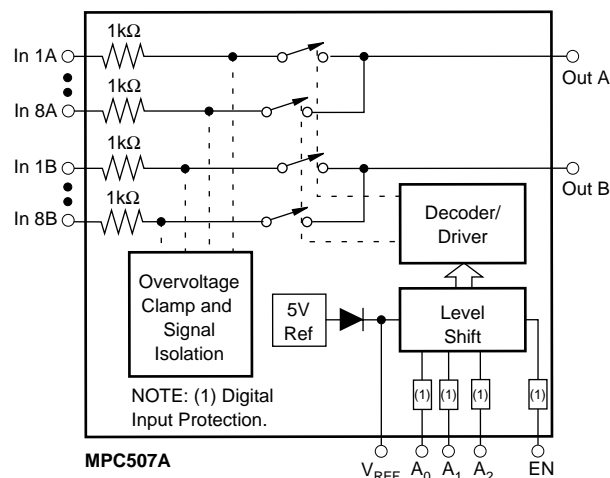 1kΩ
In 1A
Out A
1kΩ
In 8A
1kΩ
In 1B
Out B
1kΩ
In 8B
Decoder/
Driver
Overvoltage
Clamp and
Signal
Isolation
5V
Ref
Level
Shift
NOTE: (1) Digital
Input Protection.
(1) (1) (1) (1)
MPC507A
VREF A0 A1 A2 EN